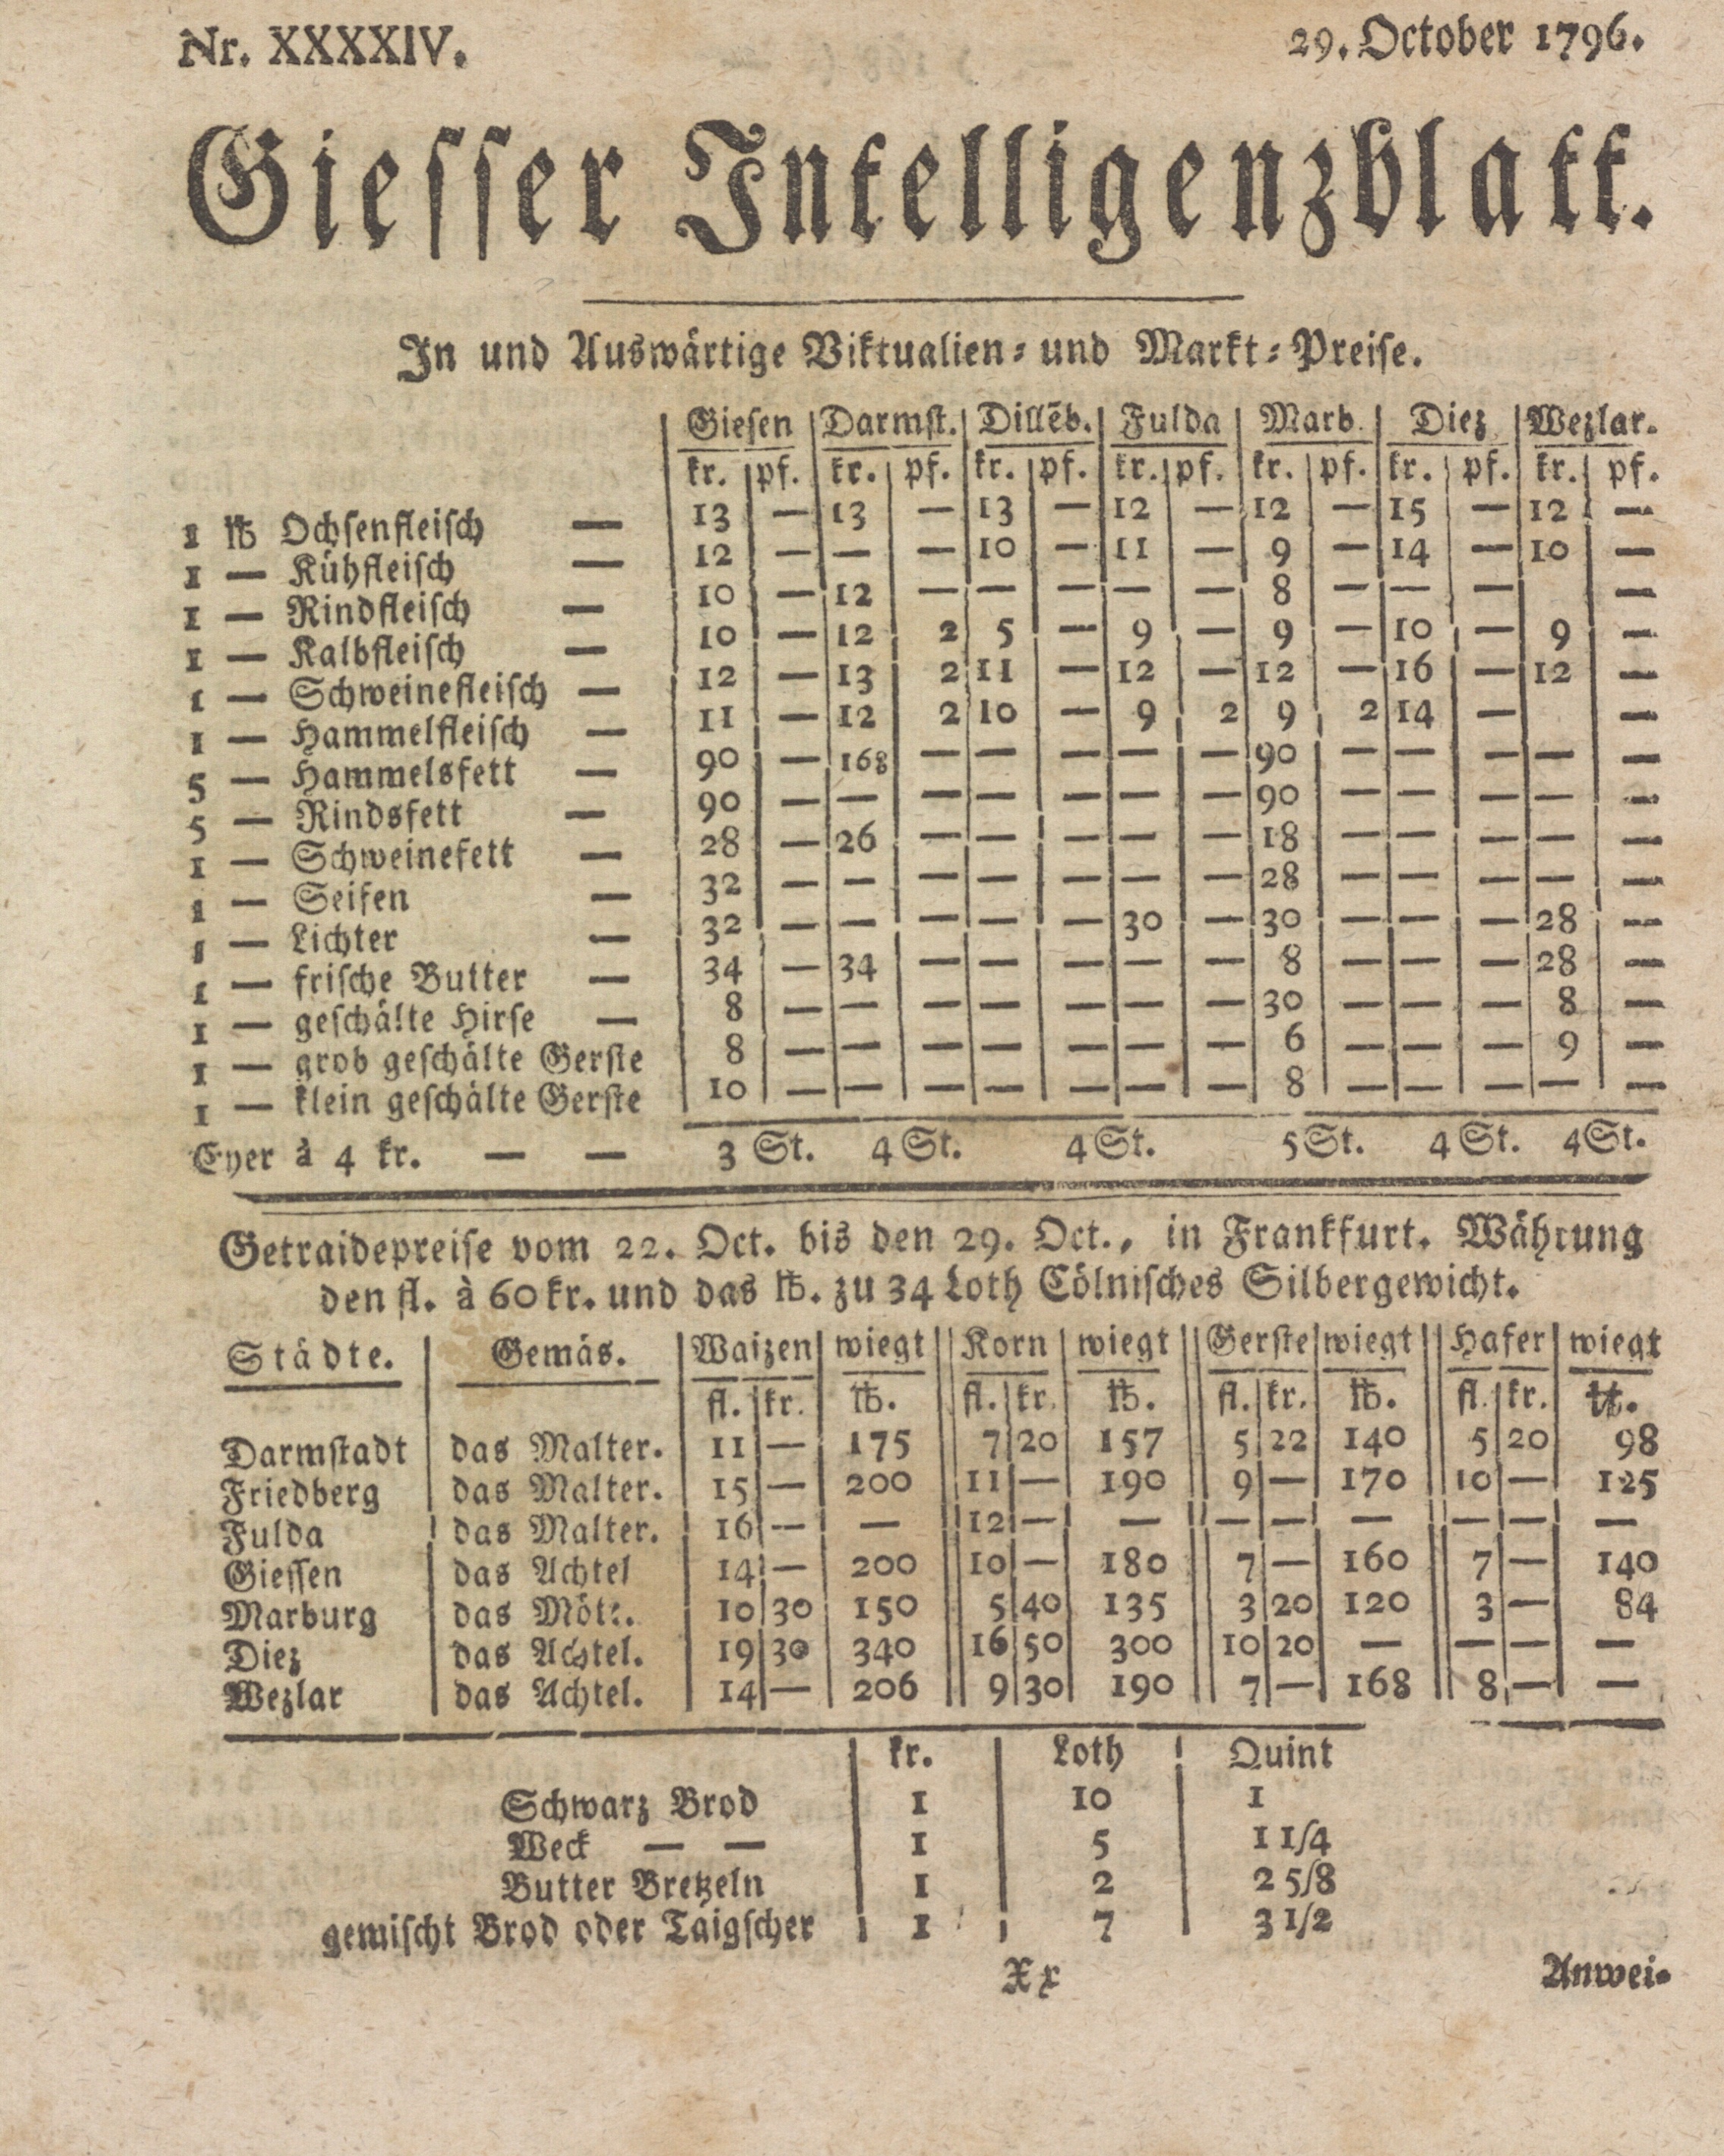 Nr. XXXXIV. 29. October 1796.
Giesser Intelligenzblatt.
In und Auswärtige Viktualien- und Markt-Preise.
Giesen | Darmst. | Dillēb. | Fulda | Marb. | Diez | Wezlar.
kr. | pf. | kr. | pf. | kr. | pf. | kr. | pf. | kr. | pf. | kr. | pf. | kr. | pf.
1 ℔ Ochsenfleisch — 13 | — | 13 | — | 13 | — | 12 | — | 12 | — | 15 | — | 12 | —
1 — Kühfleisch — 12 | — | — | — | 10 | — | 11 | — | 9 | — | 14 | — | 10 | —
1 — Rindfleisch — 10 | — | 12 | — | — | — | — | — | 8 | — | — | — | | —
1 — Kalbfleisch — 10 | — | 12 | 2 | 5 | — | 9 | — | 9 | — | 10 | — | 9 | —
1 — Schweinefleisch — 12 | — | 13 | 2 | 11 | — | 12 | — | 12 | — | 16 | — | 12 | —
1 — Hammelfleisch — 11 | — | 12 | 2 | 10 | — | 9 | 2 | 9 | 2 | 14 | — | | —
5 — Hammelsfett — 90 | — | 168 | — | — | — | — | — | 90 | — | — | — | — | —
5 — Rindsfett — 90 | — | — | — | — | — | — | — | 90 | — | — | — | — | —
1 — Schweinefett — 28 | — | 26 | — | — | — | — | — | 18 | — | — | — | — | —
1 — Seifen — 32 | — | — | — | — | — | — | — | 28 | — | — | — | — | —
1 — Lichter — 32 | — | — | — | — | — | 30 | — | 30 | — | — | — | 28 | —
1 — frische Butter — 34 | — | 34 | — | — | — | — | — | 8 | — | — | — | 28 | —
1 — geschälte Hirse — 8 | — | — | — | — | — | — | — | 30 | — | — | — | 8 | —
1 — grob geschälte Gerste 8 | — | — | — | — | — | — | — | 6 | — | — | — | 9 | —
1 — klein geschälte Gerste 10 | — | — | — | — | — | — | — | 8 | — | — | — | — | —
Eyer à 4 kr. — — 3 St. 4 St. 4 St. 5 St. 4 St. 4 St.
Getraidepreise vom 22. Oct. bis den 29. Oct., in Frankfurt. Währung
den fl. à 60 kr. und das ℔. zu 34 Loth Cölnisches Silbergewicht.
Städte. | Gemäs. | Waizen | wiegt || Korn | wiegt || Gerste | wiegt || Hafer | wiegt
fl. | kr. | ℔. || fl. | kr. | ℔. || fl. | kr. | ℔. || fl. | kr. | ℔.
Darmstadt | das Malter. | 11 | — | 175 || 7 | 20 | 157 || 5 | 22 | 140 || 5 | 20 | 98
Friedberg | das Malter. | 15 | — | 200 || 11 | — | 190 || 9 | — | 170 || 10 | — | 125
Fulda | das Malter. | 16 | — | — || 12 | — | — || — | — | — || — | — | —
Giessen | das Achtel | 14 | — | 200 || 10 | — | 180 || 7 | — | 160 || 7 | — | 140
Marburg | das Mött. | 10 | 30 | 150 || 5 | 40 | 135 || 3 | 20 | 120 || 3 | — | 84
Diez | das Achtel. | 19 | 30 | 340 || 16 | 50 | 300 || 10 | 20 | — || — | — | —
Wezlar | das Achtel. | 14 | — | 206 || 9 | 30 | 190 || 7 | — | 168 || 8 | — | —
kr. | Loth | Quint
Schwarz Brod | 1 | 10 | 1
Weck — — | 1 | 5 | 1 1/4
Butter Bretzeln | 1 | 2 | 2 5/8
gemischt Brod oder Taigscher | 1 | 7 | 3 1/2
Xx Anwei-